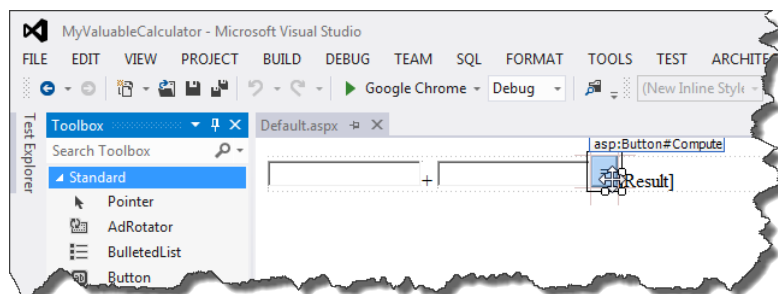 MyValuableCalculator - Microsoft Visual Studio
FILE EDIT VIEW PROJECT BUILD DEBUG TEAM SQL FORMAT TOOLS TEST
Google Chrome Debug (New Inline Style
Test Explorer
Toolbox Default.aspx
Search Toolbox asp:Button#Compute
Standard + Result]
Pointer
AdRotator
BulletedList
Button